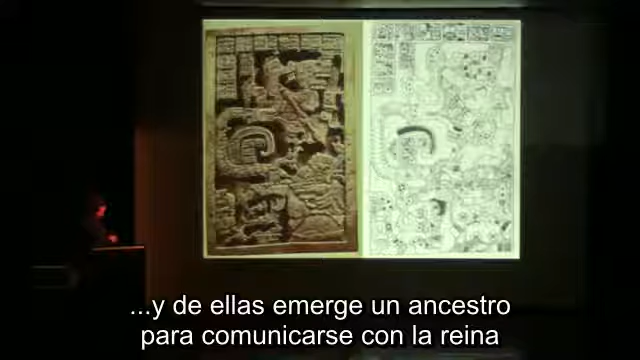 ...y de ellas emerge un ancestro
para comunicarse con la reina